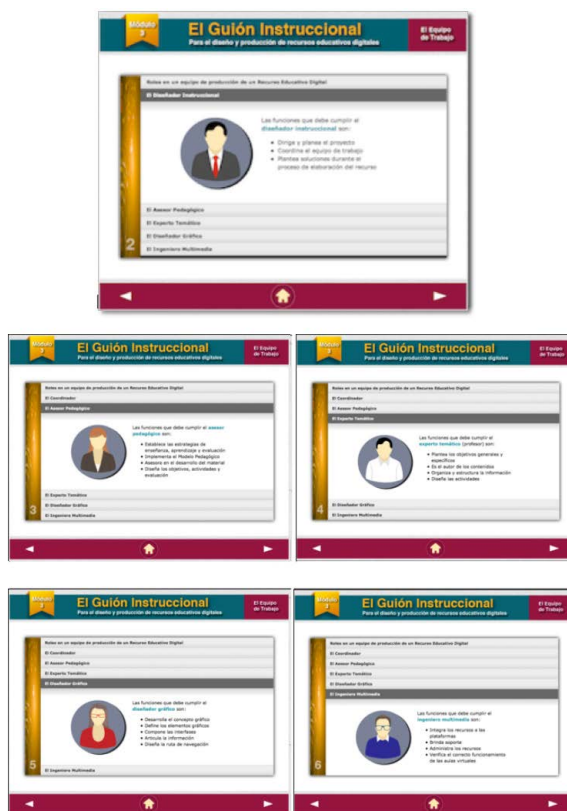 Módulo
3
El Guión Instruccional
Para el diseño y producción de recursos educativos digitales
El Equipo
de Trabajo
Roles en un equipo de producción de un Recurso Educativo Digital
El Diseñador Instruccional
Las funciones que debe cumplir el
diseñador instruccional son:
Dirige y planea el proyecto
Coordina el equipo de trabajo
Plantea soluciones durante el
proceso de elaboración del recurso
El Asesor Pedagógico
El Experto Temático
El Diseñador Gráfico
El Ingeniero Multimedia
2
Módulo
3
El Guión Instruccional
Para el diseño y producción de recursos educativos digitales
El Equipo
de Trabajo
Roles en un equipo de producción de un Recurso Educativo Digital
El Coordinador
El Asesor Pedagógico
Las funciones que debe cumplir el asesor
pedagógico son:
Establece las estrategias de
enseñanza, aprendizaje y evaluación
Implementa el Modelo Pedagógico
Asesora en el desarrollo del material
Diseña los objetivos, actividades y
evaluación
El Experto Temático
El Diseñador Gráfico
El Ingeniero Multimedia
3
Módulo
3
El Guión Instruccional
Para el diseño y producción de recursos educativos digitales
El Equipo
de Trabajo
Roles en un equipo de producción de un Recurso Educativo Digital
El Coordinador
El Asesor Pedagógico
El Experto Temático
Las funciones que debe cumplir el
experto temático (profesor) son:
Plantea los objetivos generales y
específicos
Es el autor de los contenidos
Organiza y estructura la información
Diseña las actividades
El Diseñador Gráfico
El Ingeniero Multimedia
4
Módulo
3
El Guión Instruccional
Para el diseño y producción de recursos educativos digitales
El Equipo
de Trabajo
Roles en un equipo de producción de un Recurso Educativo Digital
El Coordinador
El Asesor Pedagógico
El Experto Temático
El Diseñador Gráfico
Las funciones que debe cumplir el
diseñador gráfico son:
Desarrolla el concepto gráfico
Define los elementos gráficos
Compone las interfaces
Articula la información
Diseña la ruta de navegación
El Ingeniero Multimedia
5
Módulo
3
El Guión Instruccional
Para el diseño y producción de recursos educativos digitales
El Equipo
de Trabajo
Roles en un equipo de producción de un Recurso Educativo Digital
El Coordinador
El Asesor Pedagógico
El Experto Temático
El Diseñador Gráfico
El Ingeniero Multimedia
Las funciones que debe cumplir el
ingeniero multimedia son:
Integra los recursos a las
plataformas
Brinda soporte
Administra los recursos
Verifica el correcto funcionamiento
de las aulas virtuales
6